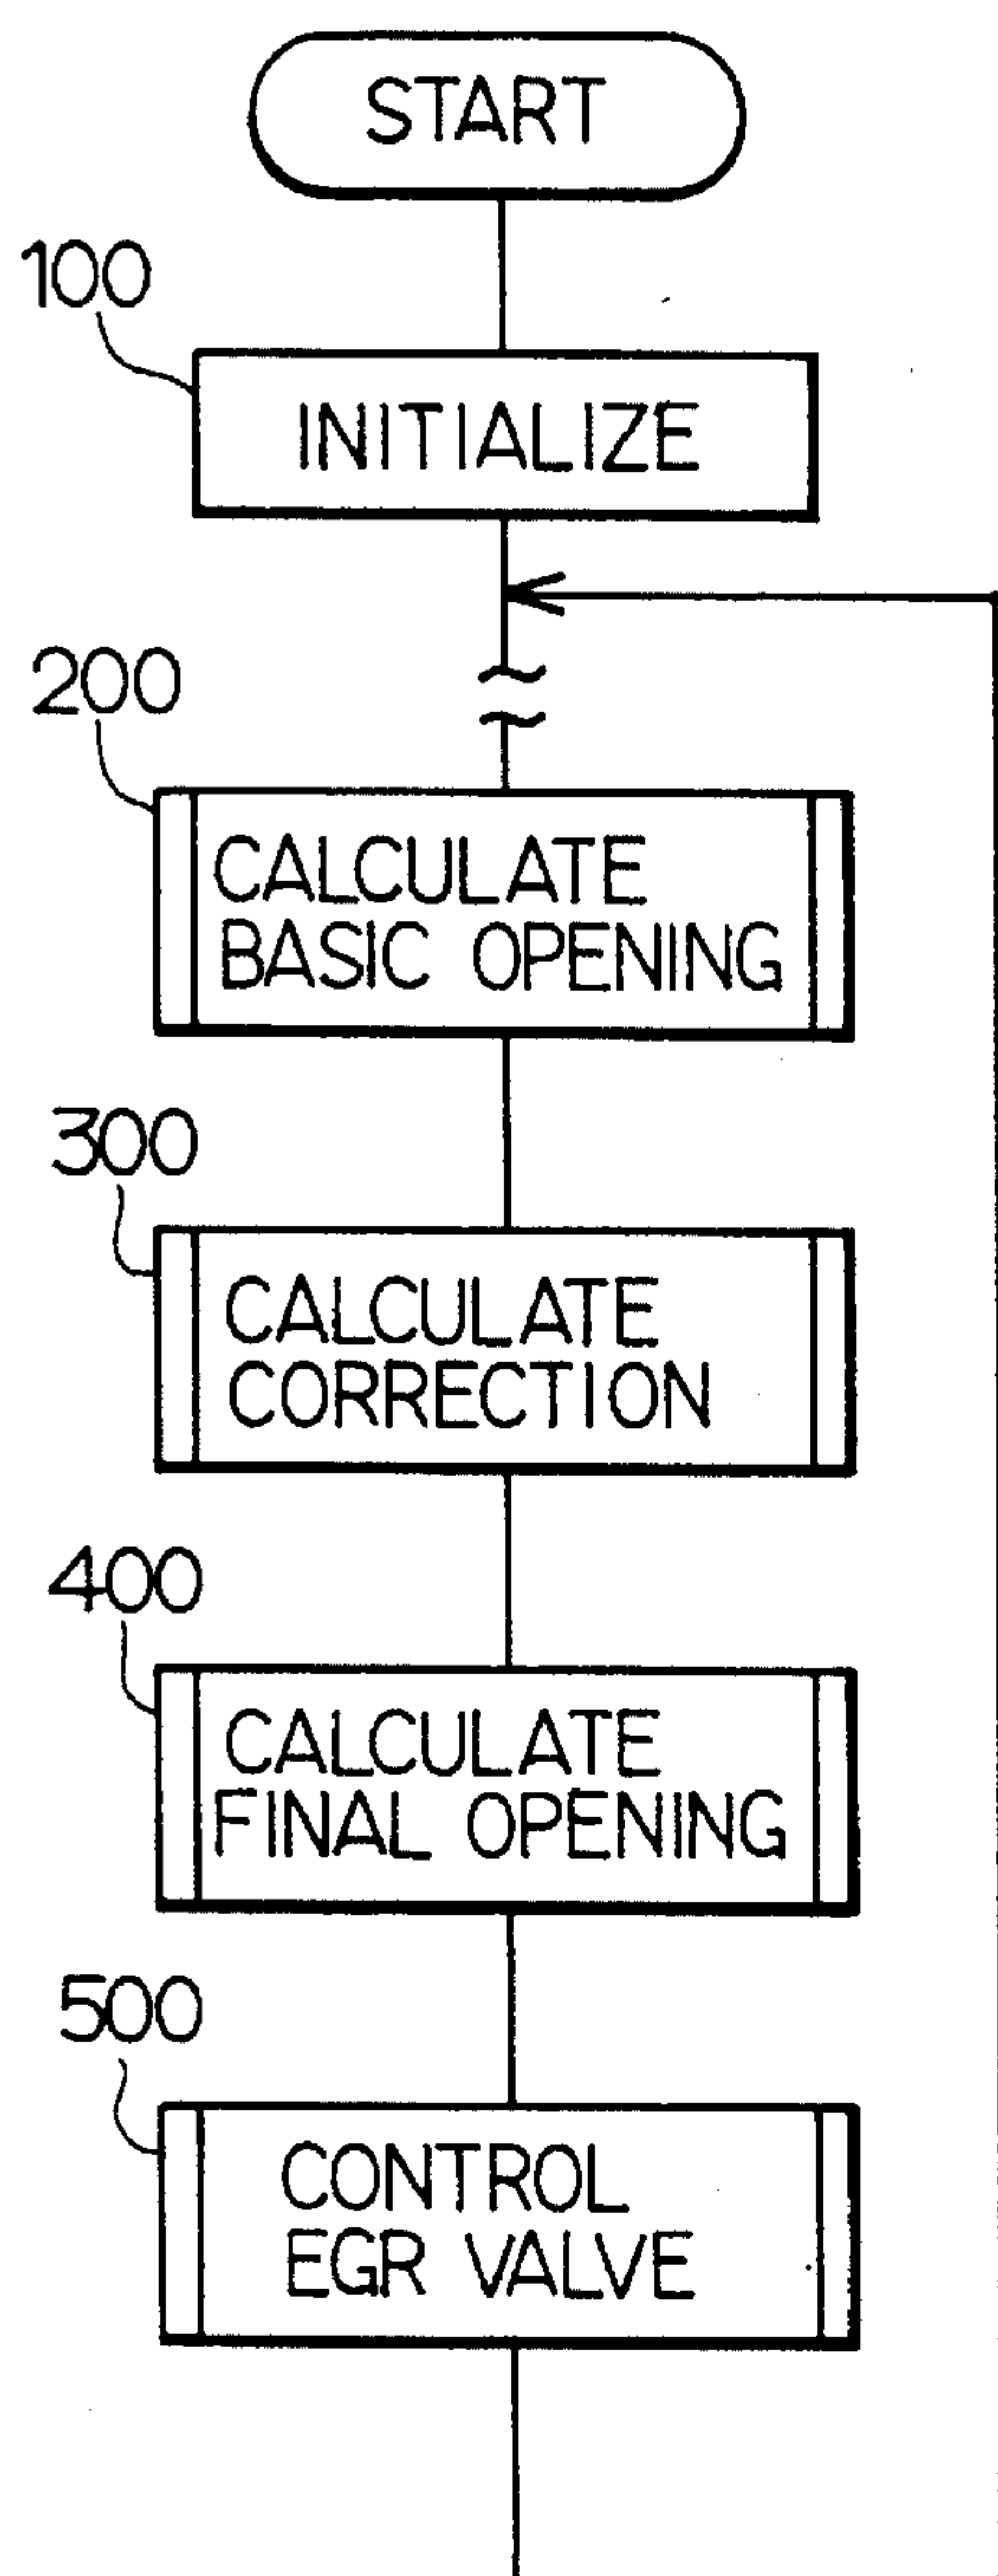 START
100
INITIALIZE
200
CALCULATE
BASIC OPENING
300
CALCULATE
CORRECTION
400
CALCULATE
FINAL OPENING
500
CONTROL
EGR VALVE